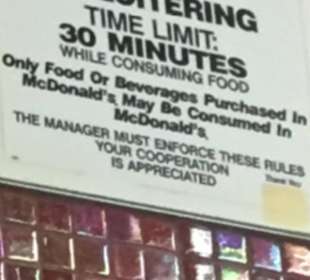 LOITERING
TIME LIMIT:
30 MINUTES
WHILE CONSUMING FOOD
Only Food Or Beverages Purchased In
McDonald's, May Be Consumed In
McDonald's,
THE MANAGER MUST ENFORCE THESE RULES
YOUR COOPERATION
IS APPRECIATED